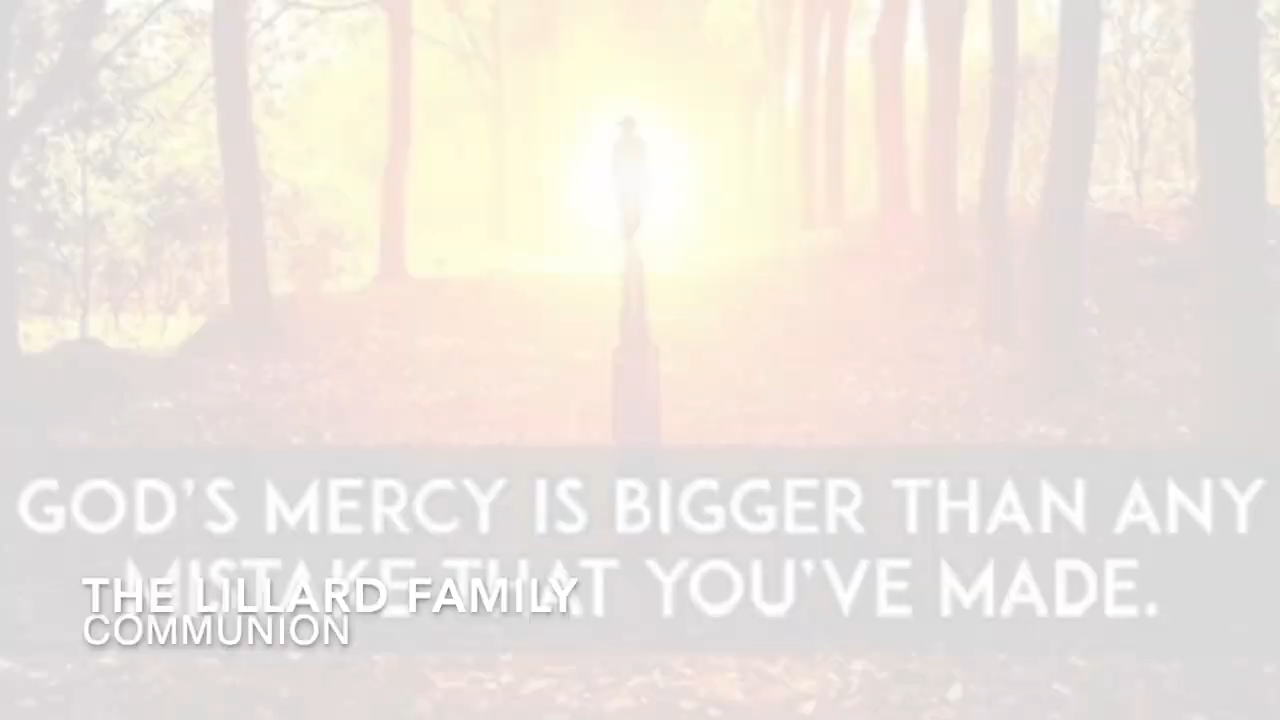 GOD'S MERCY IS BIGGER THAN ANY
MISTAKE THAT YOU'VE MADE.
THE LILLARD FAMILY
COMMUNION